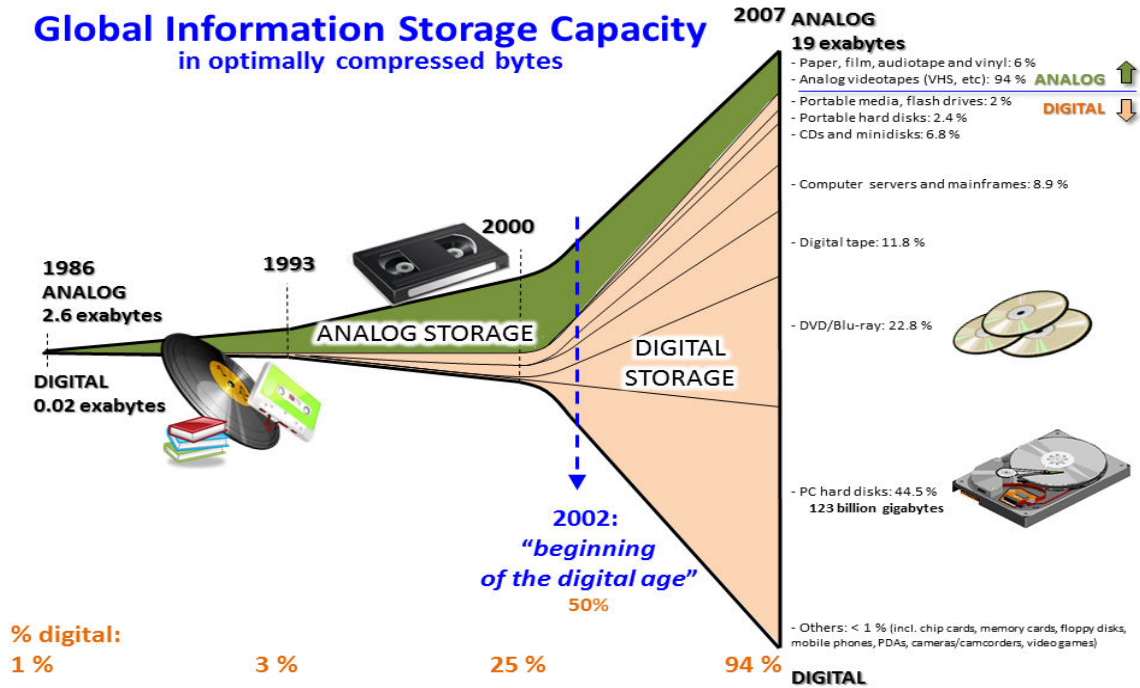 Global Information Storage Capacity
in optimally compressed bytes
2007
ANALOG
19 exabytes
- Paper, film, audiotape and vinyl: 6 %
- Analog videotapes (VHS, etc): 94 %
ANALOG
- Portable media, flash drives: 2 %
DIGITAL
- Portable hard disks: 2.4 %
- CDs and minidisks: 6.8 %
- Computer servers and mainframes: 8.9 %
- Digital tape: 11.8 %
- DVD/Blu-ray: 22.8 %
- PC hard disks: 44.5 %
123 billion gigabytes
- Others: < 1 % (incl. chip cards, memory cards, floppy disks,
mobile phones, PDAs, cameras/camcorders, video games)
DIGITAL
1986
ANALOG
2.6 exabytes
DIGITAL
0.02 exabytes
1993
2000
ANALOG STORAGE
DIGITAL
STORAGE
2002:
“beginning
of the digital age”
50%
% digital:
1 %
3 %
25 %
94 %